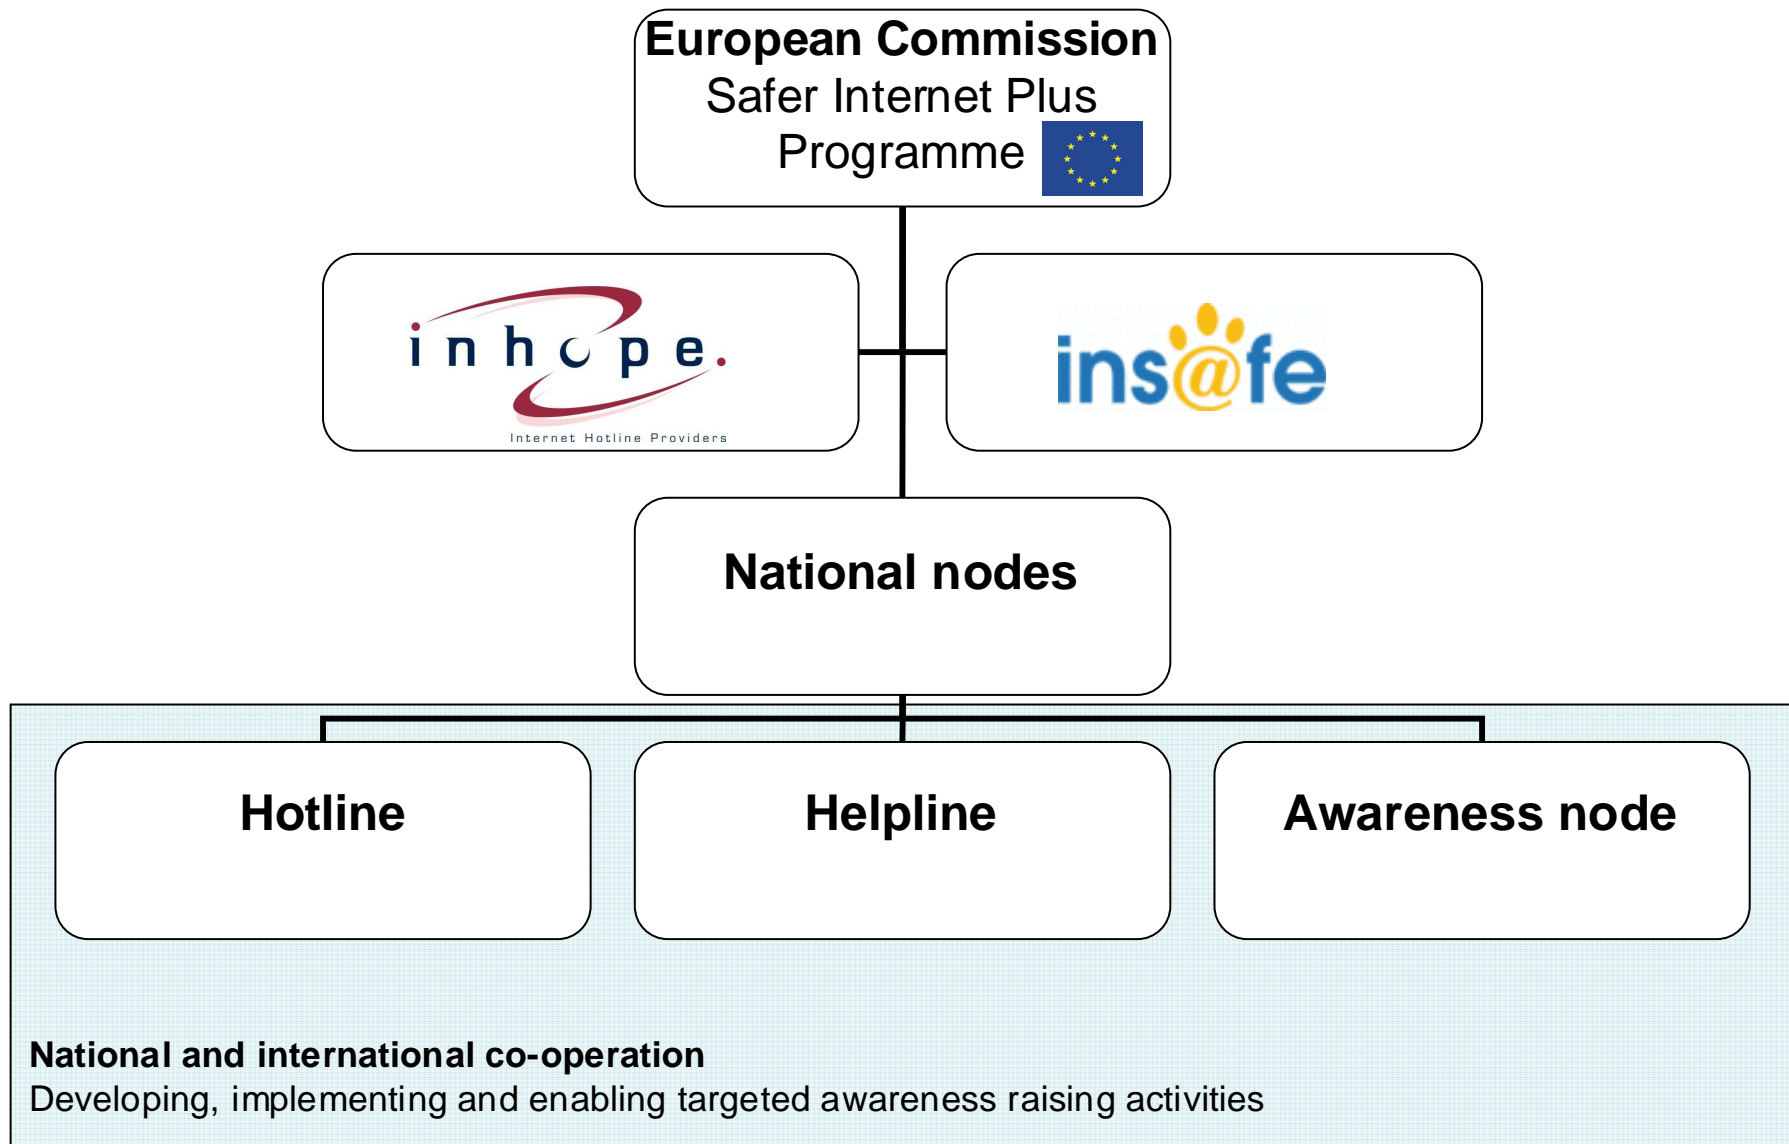 European Commission
Safer Internet Plus
Programme
inhope.
Internet Hotline Providers
ins@fe
National nodes
Hotline
Helpline
Awareness node
National and international co-operation
Developing, implementing and enabling targeted awareness raising activities